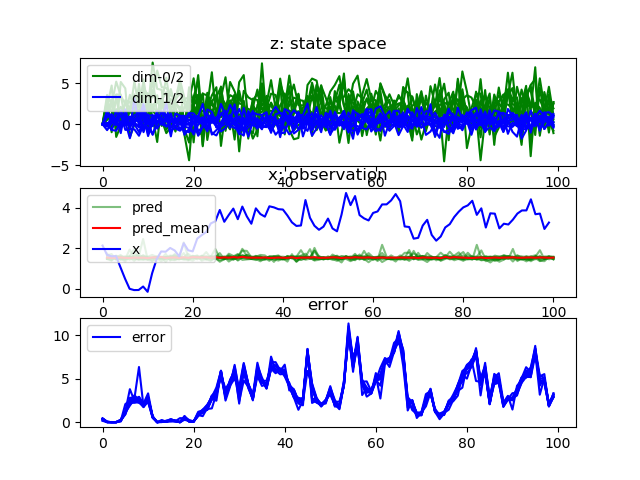 z: state space
5
0
−5
dim-0/2
dim-1/2
0 20 40 60 80 100
x: observation
4
2
0
pred
pred_mean
x
0 20 40 60 80 100
error
10
5
0
error
0 20 40 60 80 100